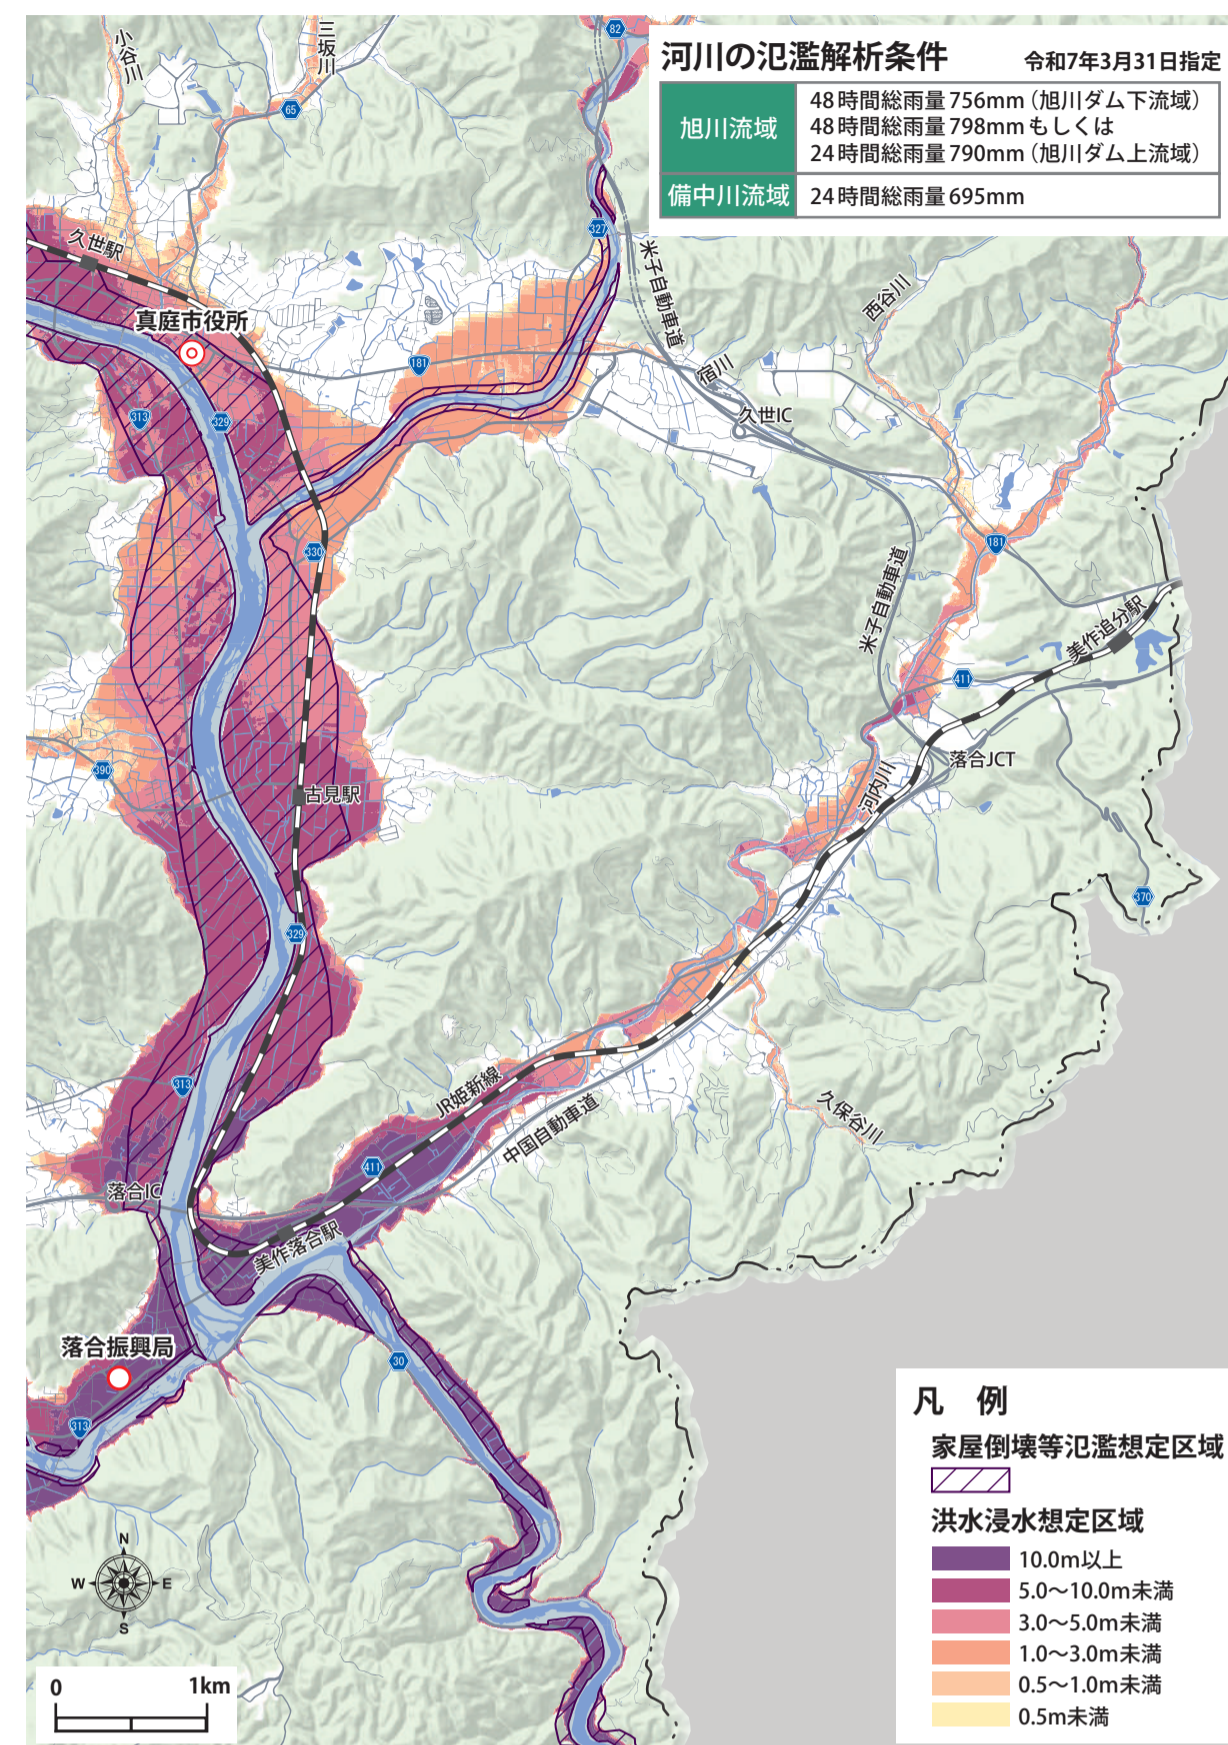 河川の氾濫解析条件
令和7年3月31日指定
旭川流域
48時間総雨量756mm（旭川ダム下流域）
48時間総雨量798mmもしくは
24時間総雨量790mm（旭川ダム上流域）
備中川流域
24時間総雨量695mm
小谷川
三坂川
82
65
久世駅
327
米子自動車道
西谷川
真庭市役所
181
宿川
久世IC
313
329
330
181
米子自動車道
美作追分駅
411
390
古見駅
落合JCT
河内川
370
329
313
JR姫新線
中国自動車道
久保谷川
411
落合IC
美作落合駅
落合振興局
30
313
N
W
E
S
0
1km
凡　例
家屋倒壊等氾濫想定区域
洪水浸水想定区域
10.0m以上
5.0〜10.0m未満
3.0〜5.0m未満
1.0〜3.0m未満
0.5〜1.0m未満
0.5m未満